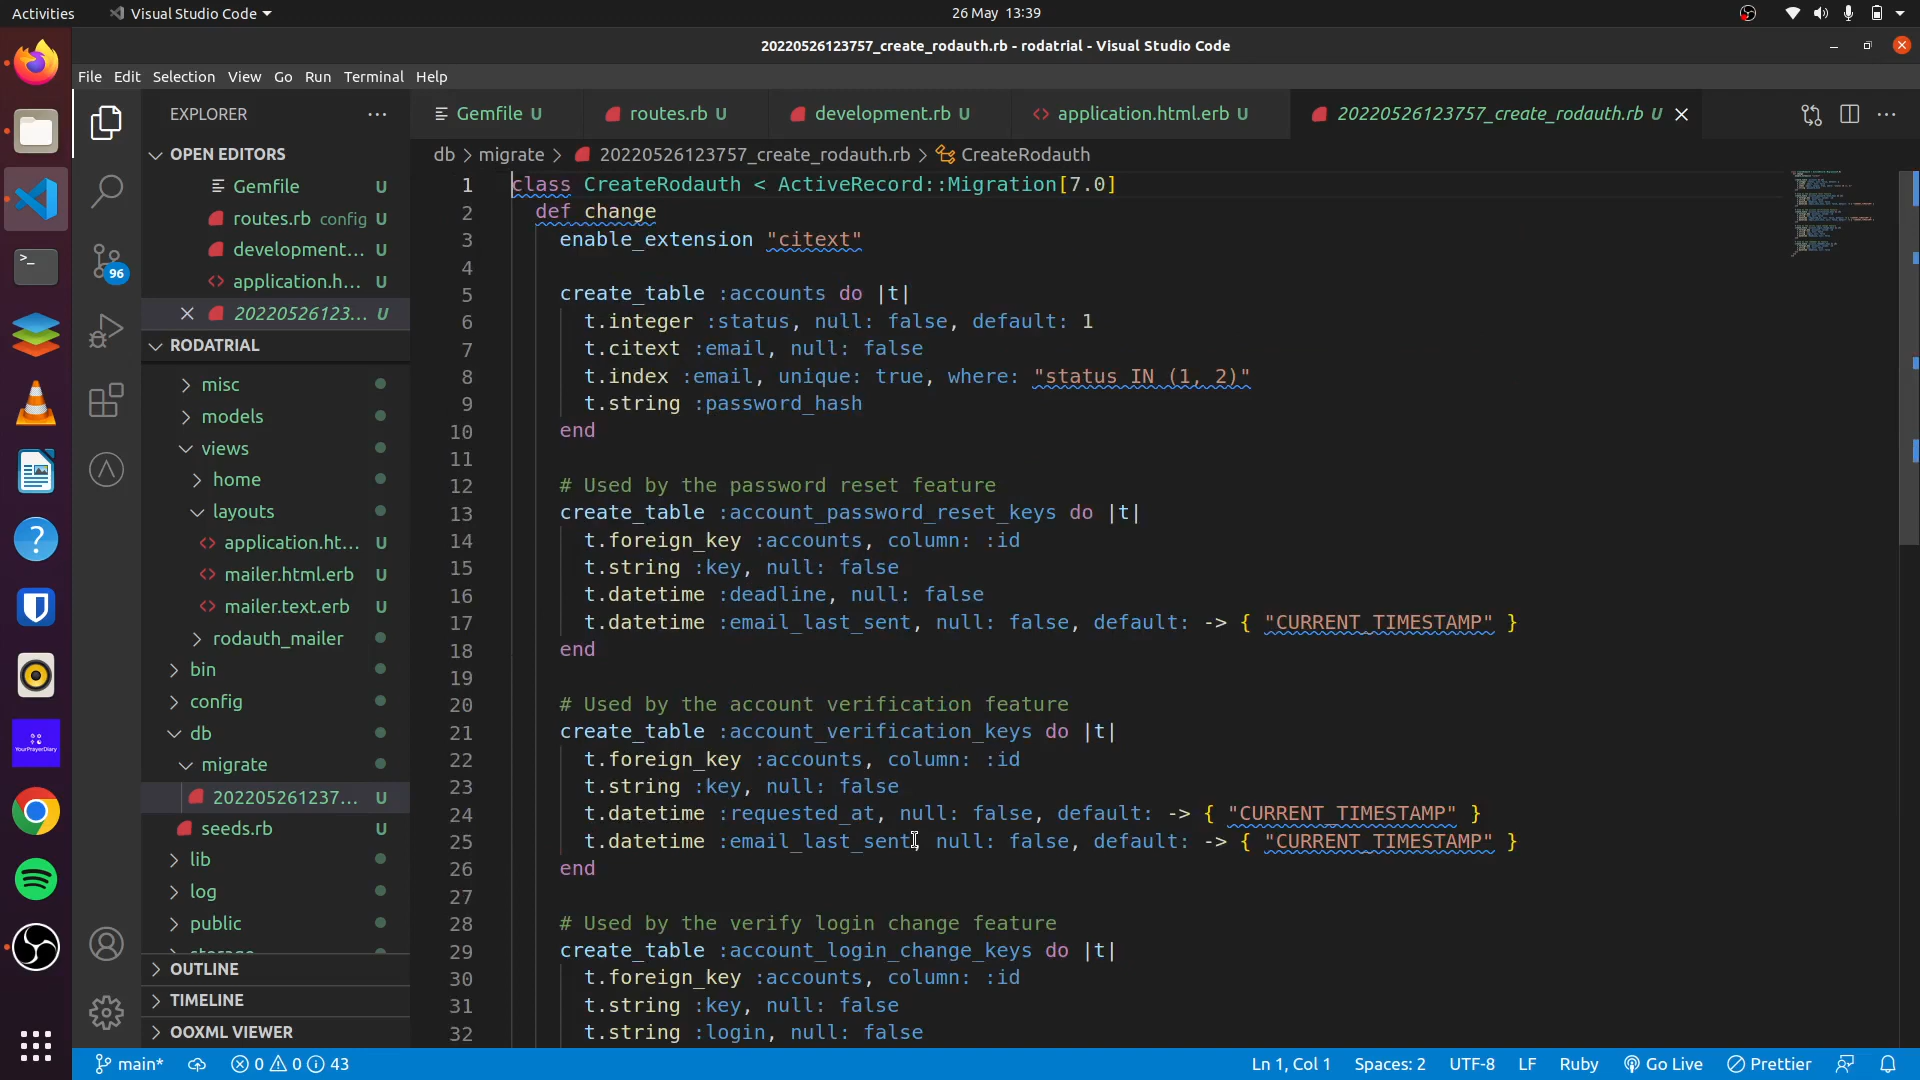 Activities
Visual Studio Code
26 May 13:39
20220526123757_create_rodauth.rb - rodatrial - Visual Studio Code
File Edit Selection View Go Run Terminal Help
EXPLORER
Gemfile U
routes.rb U
development.rb U
application.html.erb U
20220526123757_create_rodauth.rb U
OPEN EDITORS
Gemfile U
routes.rb config U
development... U
application.h... U
20220526123... U
RODATRIAL
misc
models
views
home
layouts
application.ht... U
mailer.html.erb U
mailer.text.erb U
rodauth_mailer
bin
config
db
migrate
202205261237... U
seeds.rb U
lib
log
public
storage
OUTLINE
TIMELINE
OOXML VIEWER
96
YourPrayerDiary
db > migrate > 20220526123757_create_rodauth.rb > CreateRodauth
1 class CreateRodauth < ActiveRecord::Migration[7.0]
2 def change
3 enable_extension "citext"
4
5 create_table :accounts do |t|
6 t.integer :status, null: false, default: 1
7 t.citext :email, null: false
8 t.index :email, unique: true, where: "status IN (1, 2)"
9 t.string :password_hash
10 end
11
12 # Used by the password reset feature
13 create_table :account_password_reset_keys do |t|
14 t.foreign_key :accounts, column: :id
15 t.string :key, null: false
16 t.datetime :deadline, null: false
17 t.datetime :email_last_sent, null: false, default: -> { "CURRENT_TIMESTAMP" }
18 end
19
20 # Used by the account verification feature
21 create_table :account_verification_keys do |t|
22 t.foreign_key :accounts, column: :id
23 t.string :key, null: false
24 t.datetime :requested_at, null: false, default: -> { "CURRENT_TIMESTAMP" }
25 t.datetime :email_last_sent, null: false, default: -> { "CURRENT_TIMESTAMP" }
26 end
27
28 # Used by the verify login change feature
29 create_table :account_login_change_keys do |t|
30 t.foreign_key :accounts, column: :id
31 t.string :key, null: false
32 t.string :login, null: false
main* 0 0 43
Ln 1, Col 1 Spaces: 2 UTF-8 LF Ruby Go Live Prettier